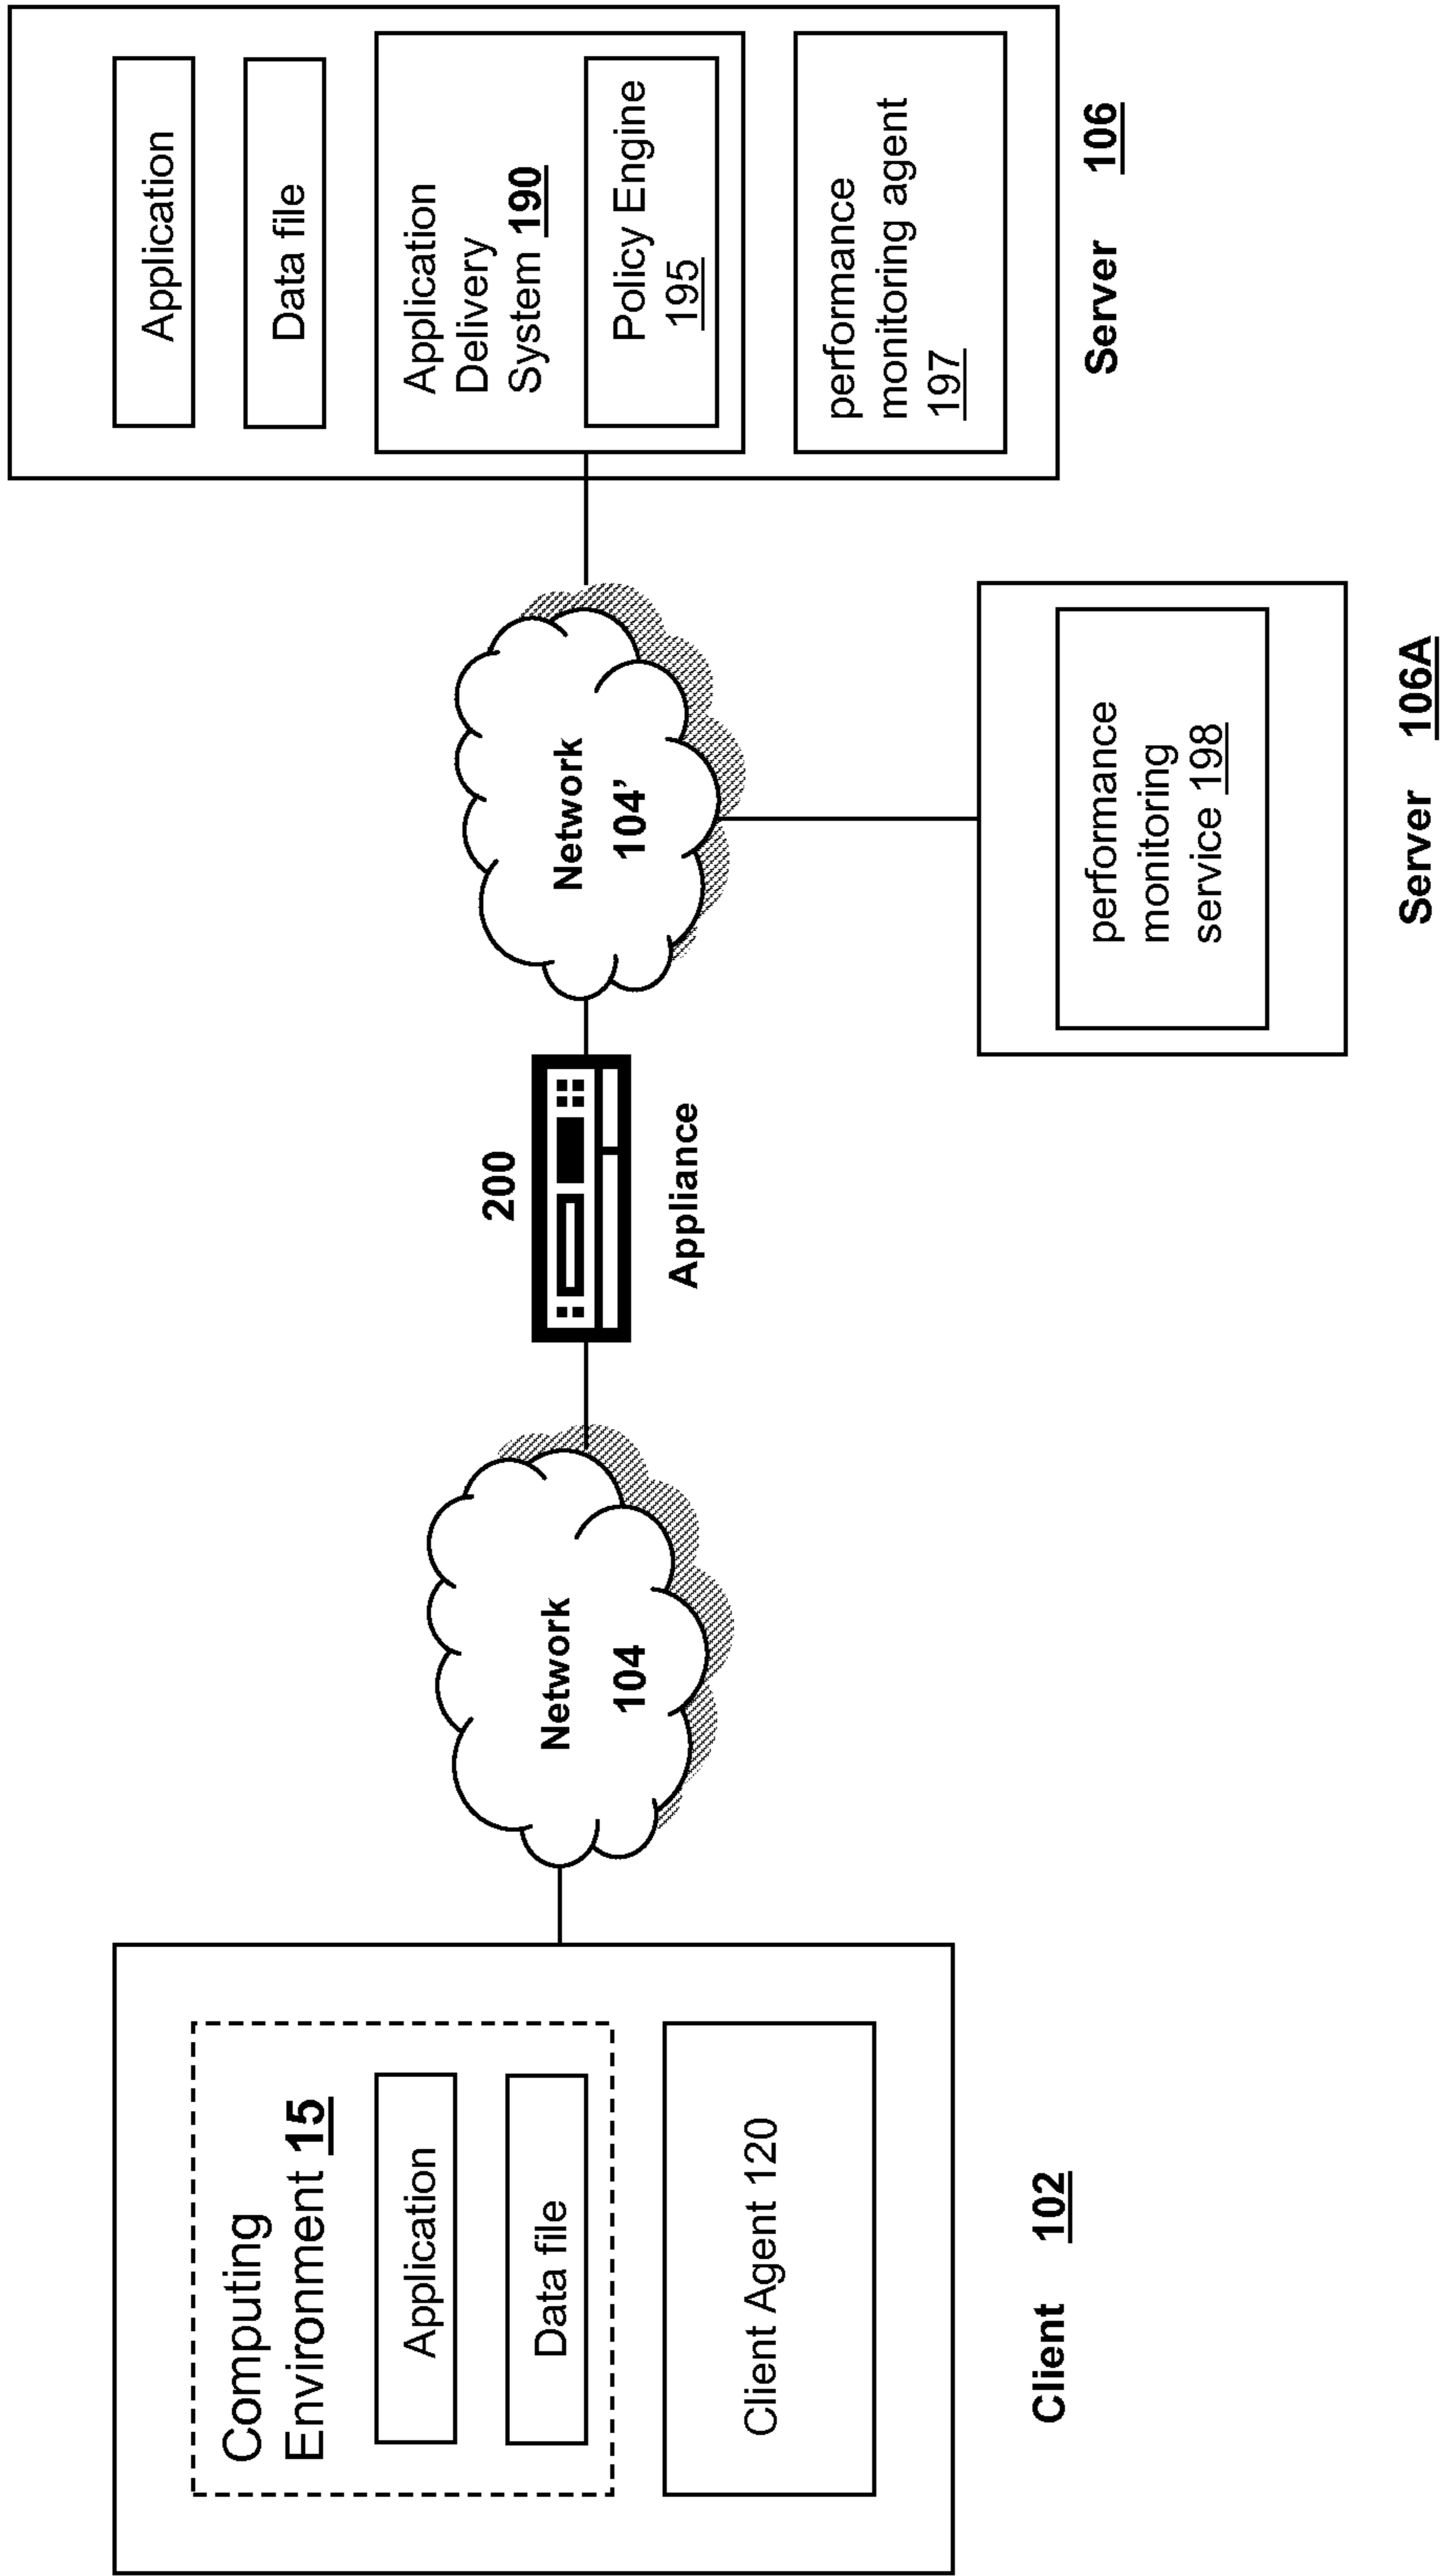 Computing
Environment 15
Application
Data file
Client Agent 120
Client 102
Network
104
200
Appliance
Network
104’
performance
monitoring
service 198
Server 106A
Application
Data file
Application
Delivery
System 190
Policy Engine
195
performance
monitoring agent
197
Server 106